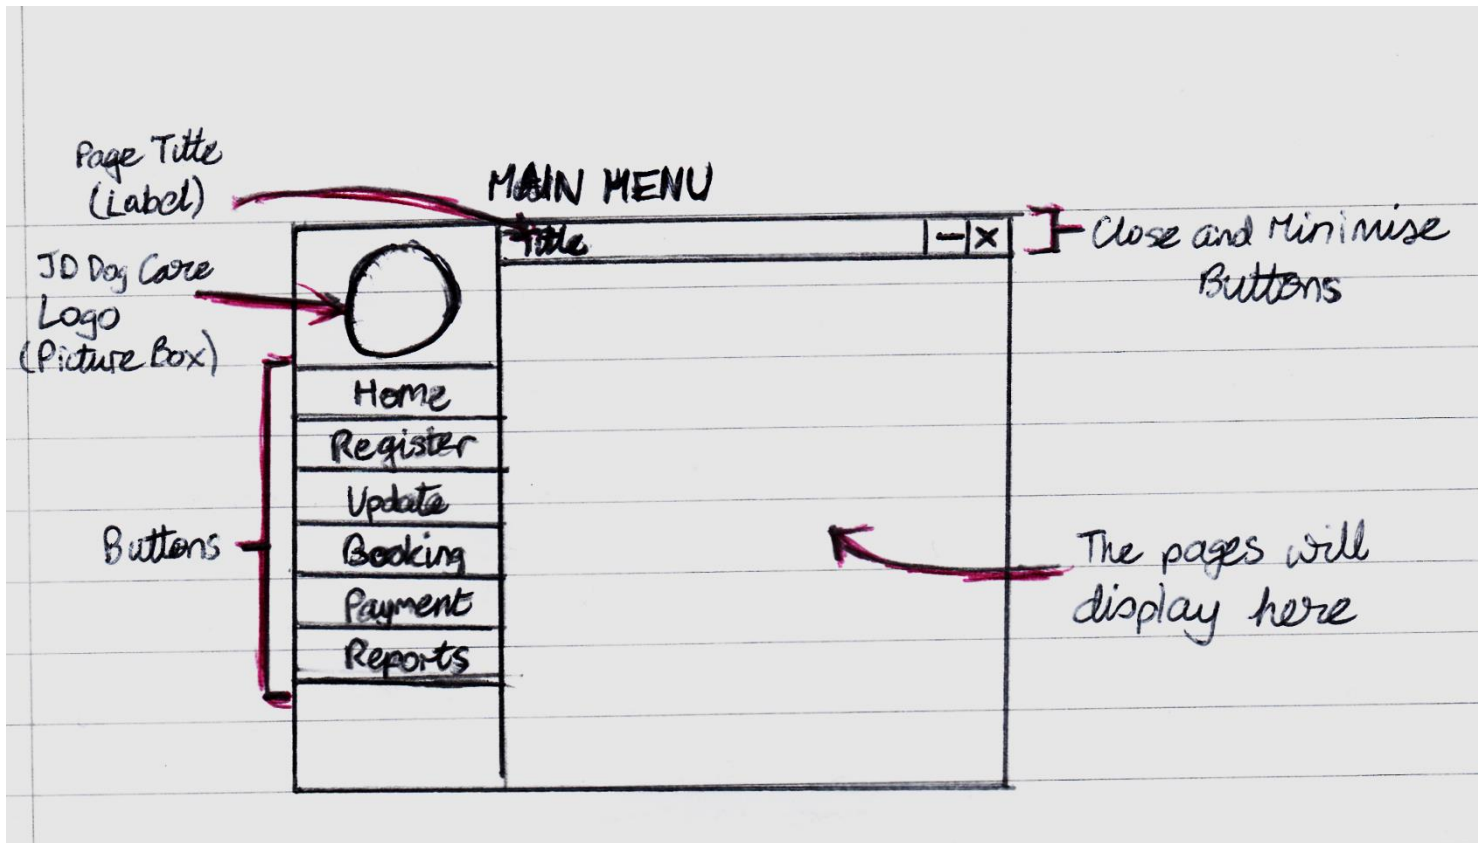 MAIN MENU
Page Title
(Label)
Title
- X
Close and Minimise
Buttons
JD Dog Care
Logo
(Picture Box)
Home
Register
Update
Booking
Payment
Reports
Buttons
The pages will
display here